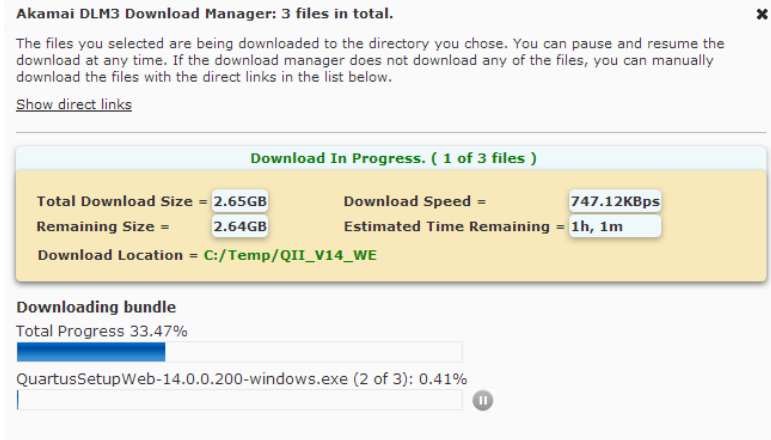 Akamai DLM3 Download Manager: 3 files in total.
The files you selected are being downloaded to the directory you chose. You can pause and resume the
download at any time. If the download manager does not download any of the files, you can manually
download the files with the direct links in the list below.
Show direct links
Download In Progress. ( 1 of 3 files )
Total Download Size = 2.65GB Download Speed = 747.12KBps
Remaining Size = 2.64GB Estimated Time Remaining = 1h, 1m
Download Location = C:/Temp/QII_V14_WE
Downloading bundle
Total Progress 33.47%
QuartusSetupWeb-14.0.0.200-windows.exe (2 of 3): 0.41%